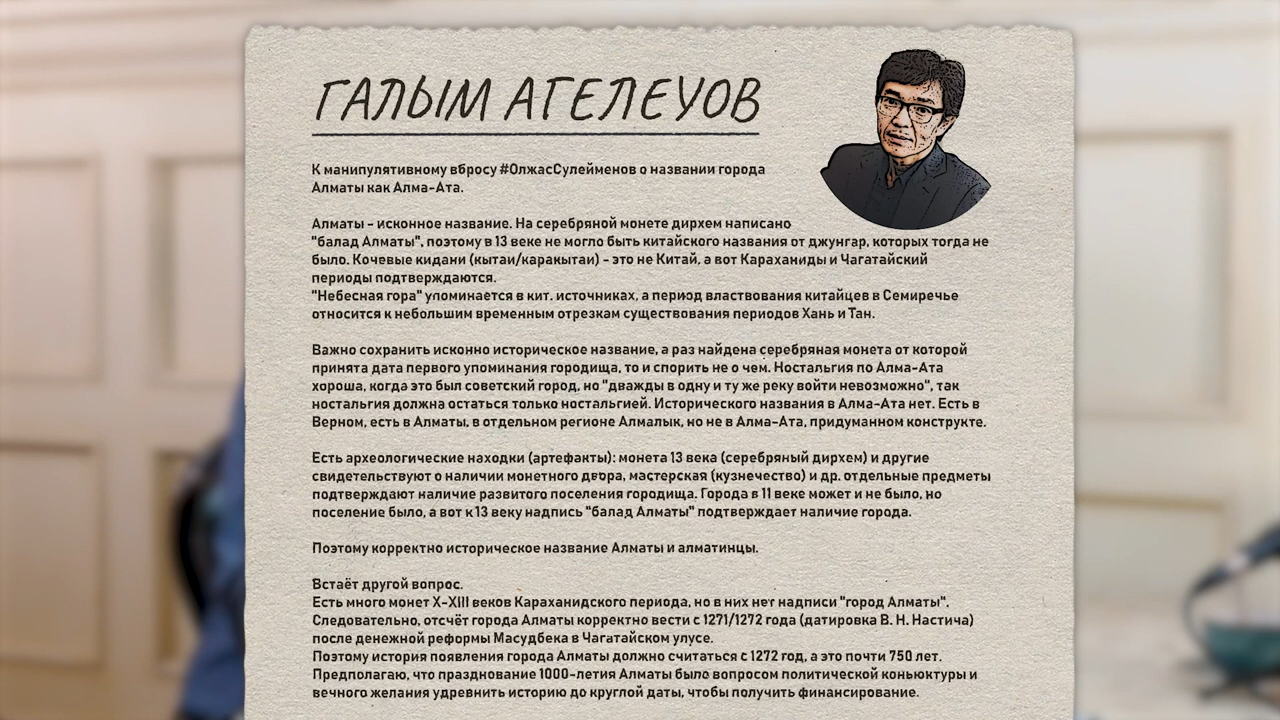 ГАЛЫМ АГЕЛЕУОВ
К манипулятивному вбросу #ОлжасСулейменов о названии города
Алматы как Алма-Ата.
Алматы - исконное название. На серебряной монете дирхем написано
"балад Алматы", поэтому в 13 веке не могло быть китайского названия от джунгар, которых тогда не
было. Кочевые кидани (кытаи/каракытаи) - это не Китай, а вот Караханиды и Чагатайский
периоды подтверждаются.
"Небесная гора" упоминается в кит. источниках, а период властвования китайцев в Семиречье
относится к небольшим временным отрезкам существования периодов Хань и Тан.
Важно сохранить исконно историческое название, а раз найдена серебряная монета от которой
принята дата первого упоминания городища, то и спорить не о чем. Ностальгия по Алма-Ата
хороша, когда это был советский город, но "дважды в одну и ту же реку войти невозможно", так
ностальгия должна остаться только ностальгией. Исторического названия в Алма-Ата нет. Есть в
Верном, есть в Алматы, в отдельном регионе Алмалык, но не в Алма-Ата, придуманном конструкте.
Есть археологические находки (артефакты): монета 13 века (серебряный дирхем) и другие
свидетельствуют о наличии монетного двора, мастерская (кузнечество) и др. отдельные предметы
подтверждают наличие развитого поселения городища. Города в 11 веке может и не было, но
поселение было, а вот к 13 веку надпись "балад Алматы" подтверждает наличие города.
Поэтому корректно историческое название Алматы и алматинцы.
Встаёт другой вопрос.
Есть много монет X-XIII веков Караханидского периода, но в них нет надписи "город Алматы".
Следовательно, отсчёт города Алматы корректно вести с 1271/1272 года (датировка В. Н. Настича)
после денежной реформы Масудбека в Чагатайском улусе.
Поэтому история появления города Алматы должно считаться с 1272 год, а это почти 750 лет.
Предполагаю, что празднование 1000-летия Алматы было вопросом политической коньюктуры и
вечного желания удревнить историю до круглой даты, чтобы получить финансирование.